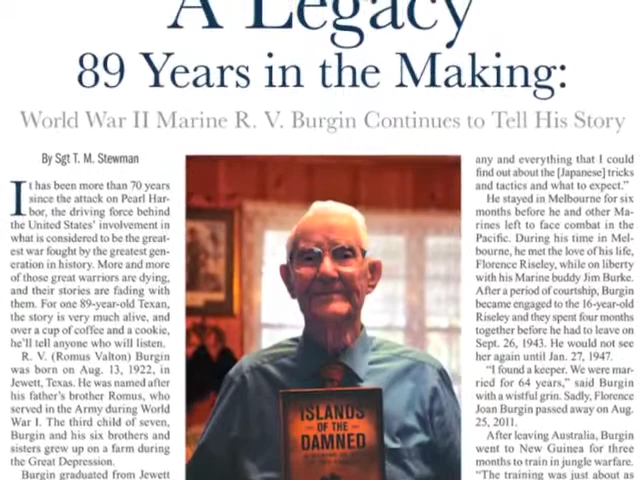 A Legacy
89 Years in the Making:
World War II Marine R. V. Burgin Continues to Tell His Story
By Sgt T. M. Stewman
It has been more than 70 years
since the attack on Pearl Har-
bor, the driving force behind
the United States' involvement in
what is considered to be the great-
est war fought by the greatest gen-
eration in history. More and more
of those great warriors are dying,
and their stories are fading with
them. For one 89-year-old Texan,
the story is very much alive, and
over a cup of coffee and a cookie,
he'll tell anyone who will listen.
R. V. (Romus Valton) Burgin
was born on Aug. 13, 1922, in
Jewett, Texas. He was named after
his father's brother Romus, who
served in the Army during World
War I. The third child of seven,
Burgin and his six brothers and
sisters grew up on a farm during
the Great Depression.
Burgin graduated from Jewett
ISLANDS
OF THE
DAMNED
any and everything that I could
find out about the [Japanese] tricks
and tactics and what to expect."
He stayed in Melbourne for six
months before he and other Ma-
rines left to face combat in the
Pacific. During his time in Mel-
bourne, he met the love of his life,
Florence Riseley, while on liberty
with his Marine buddy Jim Burke.
After a period of courtship, Burgin
became engaged to the 16-year-old
Riseley and they spent four months
together before he had to leave on
Sept. 26, 1943. He would not see
her again until Jan. 27, 1947.
"I found a keeper. We were mar-
ried for 64 years," said Burgin
with a wistful grin. Sadly, Florence
Joan Burgin passed away on Aug.
25, 2011.
After leaving Australia, Burgin
went to New Guinea for three
months to train in jungle warfare.
"The training was just about as